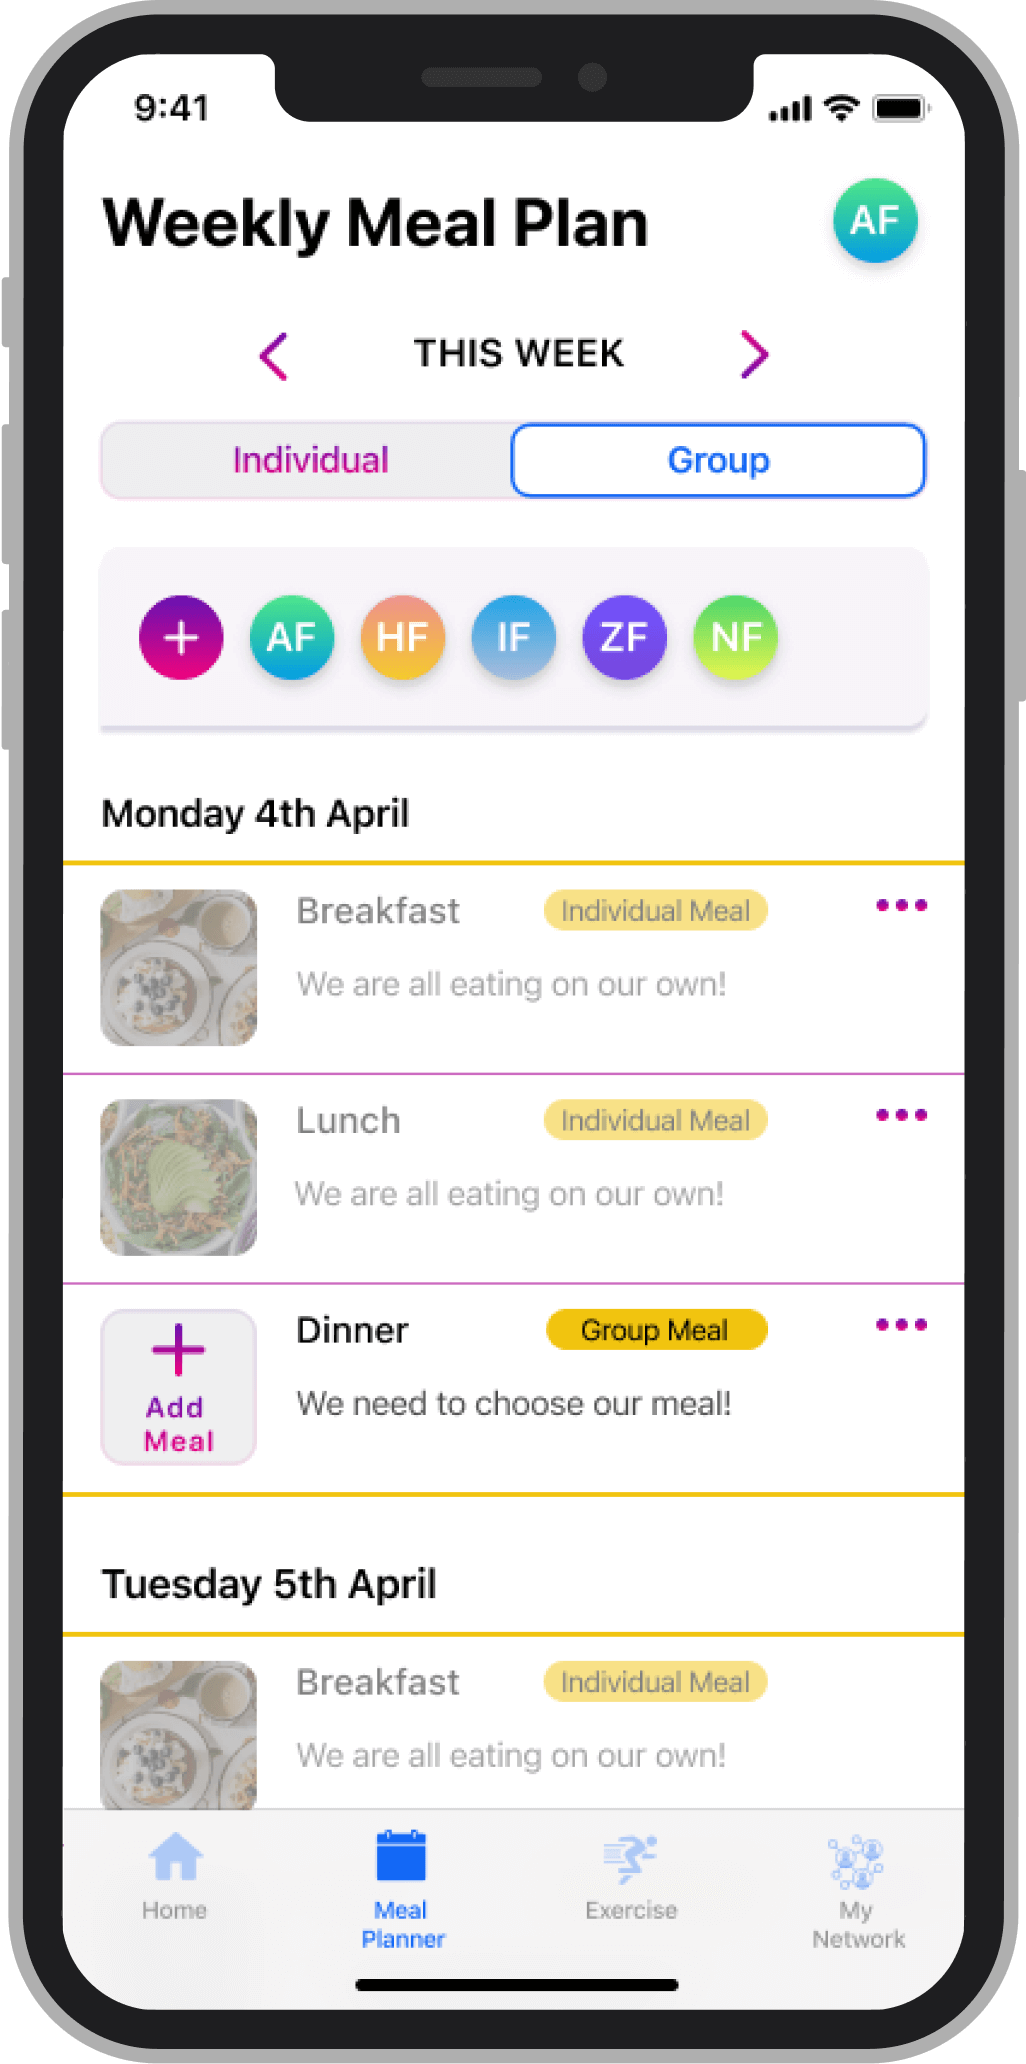 9:41
Weekly Meal Plan
AF
THIS WEEK
Individual
Group
AF
HF
IF
ZF
NF
Monday 4th April
Breakfast
Individual Meal
We are all eating on our own!
Lunch
Individual Meal
We are all eating on our own!
Dinner
Group Meal
Add
Meal
We need to choose our meal!
Tuesday 5th April
Breakfast
Individual Meal
We are all eating on our own!
Home
Meal
Planner
Exercise
My
Network